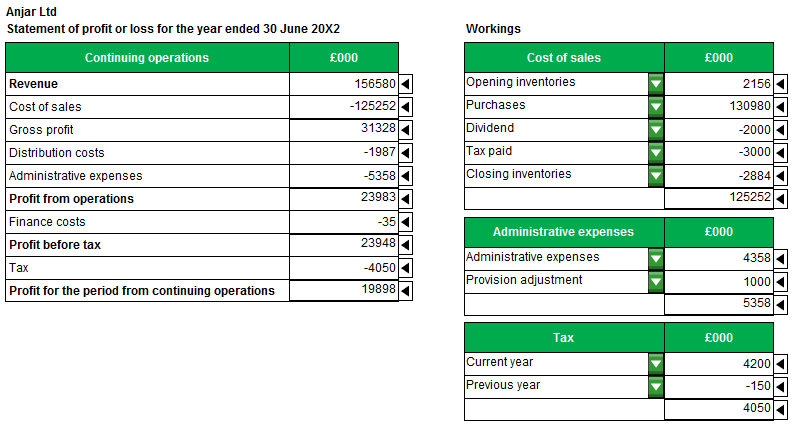 Anjar Ltd
Statement of profit or loss for the year ended 30 June 20X2
Continuing operations £000
Revenue 156580
Cost of sales -125252
Gross profit 31328
Distribution costs -1987
Administrative expenses -5358
Profit from operations 23983
Finance costs -35
Profit before tax 23948
Tax -4050
Profit for the period from continuing operations 19898
Workings
Cost of sales £000
Opening inventories 2156
Purchases 130980
Dividend -2000
Tax paid -3000
Closing inventories -2884
125252
Administrative expenses £000
Administrative expenses 4358
Provision adjustment 1000
5358
Tax £000
Current year 4200
Previous year -150
4050